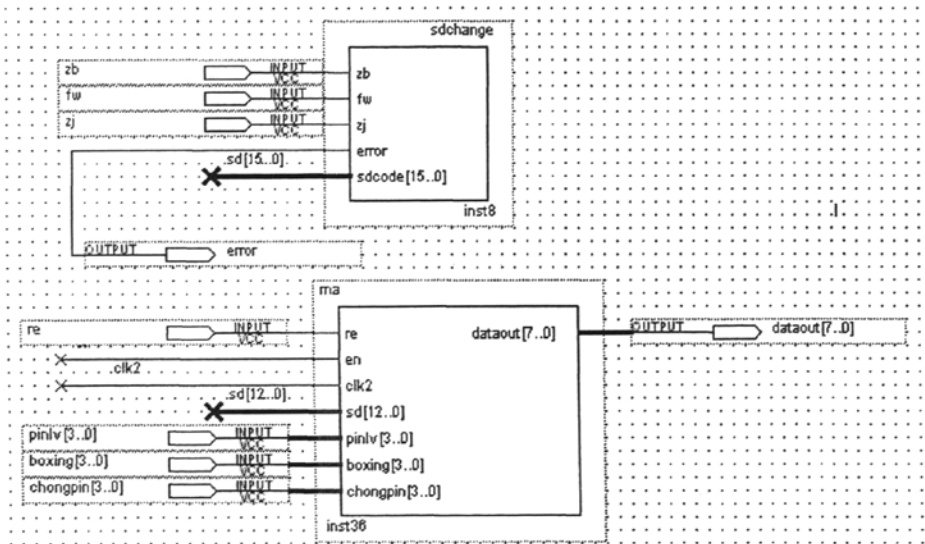 sdchange
zb INPUT VCC zb
fw INPUT VCC fw
zj INPUT VCC zj
error
.sd[15..0].
sdcode[15..0]
inst8
OUTPUT error
ma
re INPUT VCC re
dataout[7..0] OUTPUT dataout[7..0]
en
.clk2
clk2
.sd[12..0].
sd[12..0]
pinlv[3..0] INPUT VCC pinlv[3..0]
boxing[3..0] INPUT VCC boxing[3..0]
chongpin[3..0] INPUT VCC chongpin[3..0]
inst36